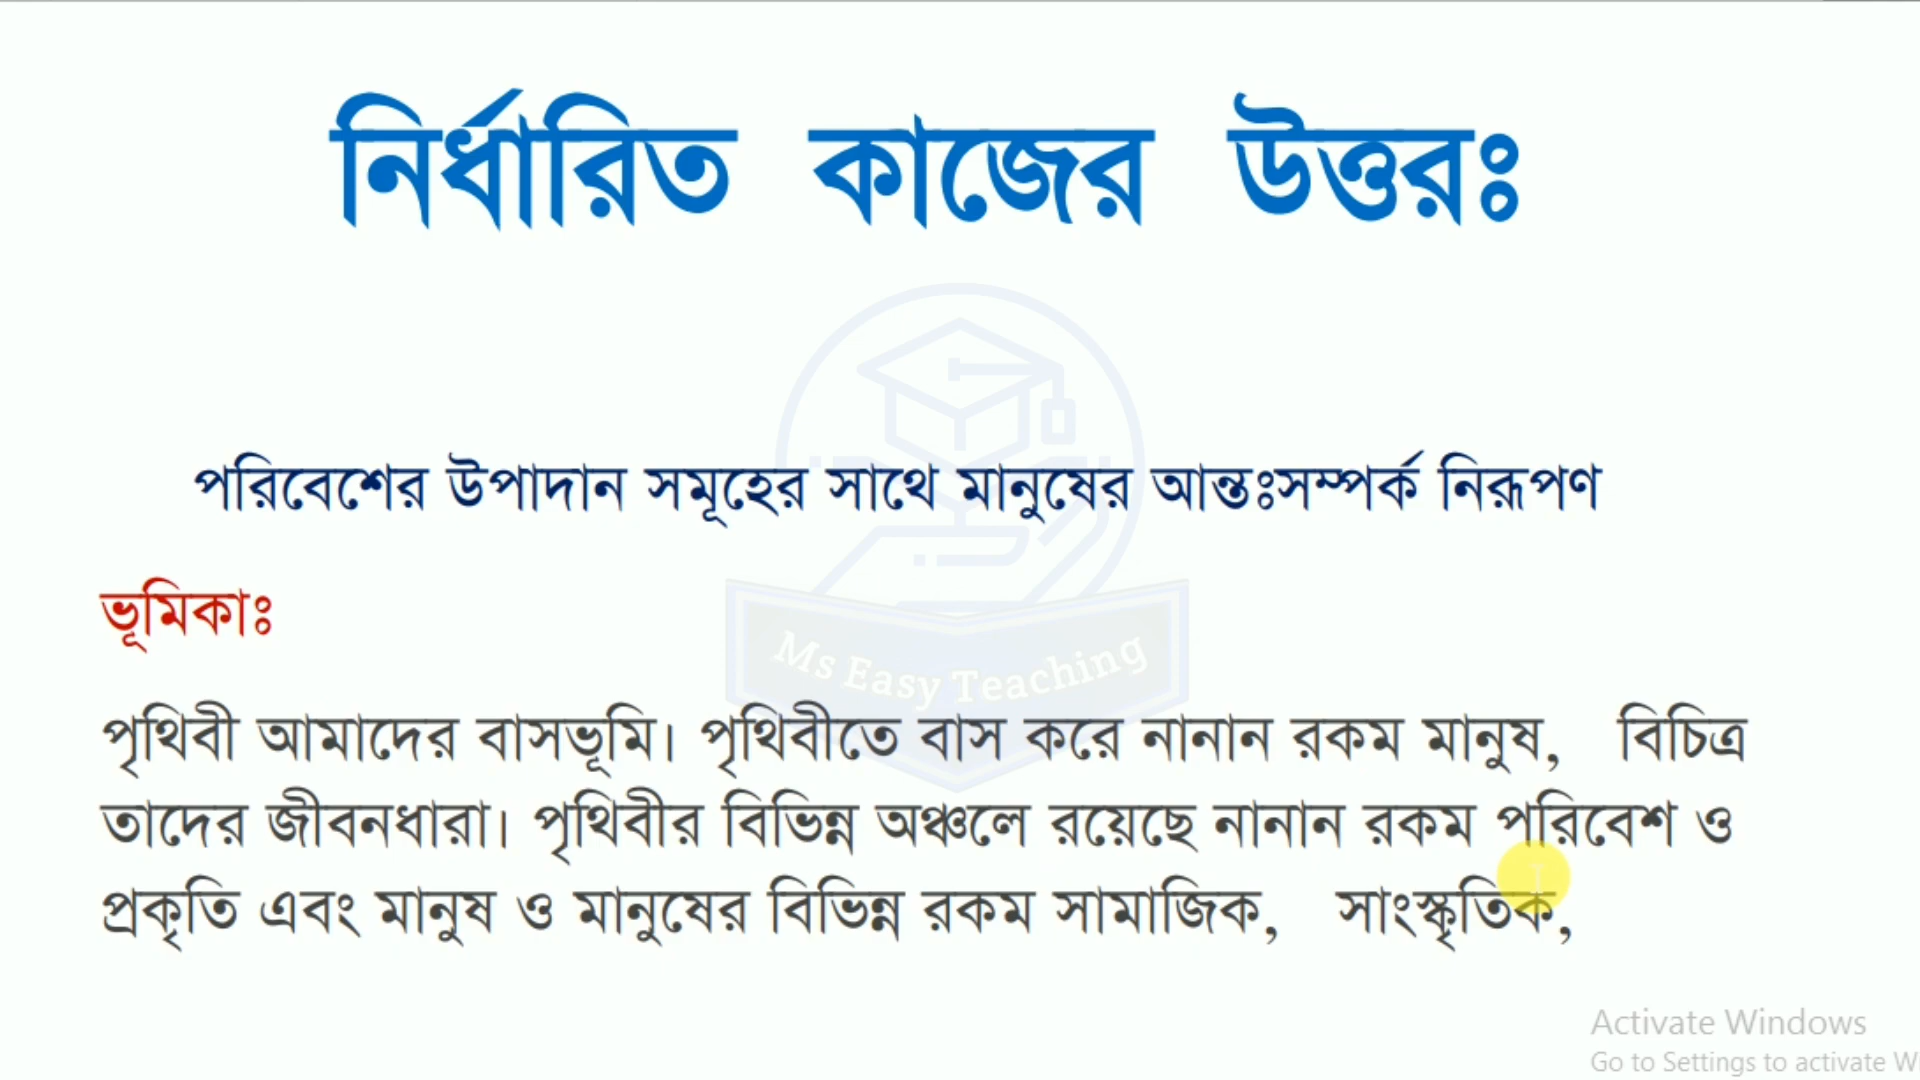 নির্ধারিত কাজের উত্তরঃ
পরিবেশের উপাদান সমূহের সাথে মানুষের আন্তঃসম্পর্ক নিরূপণ
ভূমিকাঃ
Ms Easy Teaching
পৃথিবী আমাদের বাসভূমি। পৃথিবীতে বাস করে নানান রকম মানুষ, বিচিত্র
তাদের জীবনধারা। পৃথিবীর বিভিন্ন অঞ্চলে রয়েছে নানান রকম পরিবেশ ও
প্রকৃতি এবং মানুষ ও মানুষের বিভিন্ন রকম সামাজিক, সাংস্কৃতিক,
Activate Windows
Go to Settings to activate W